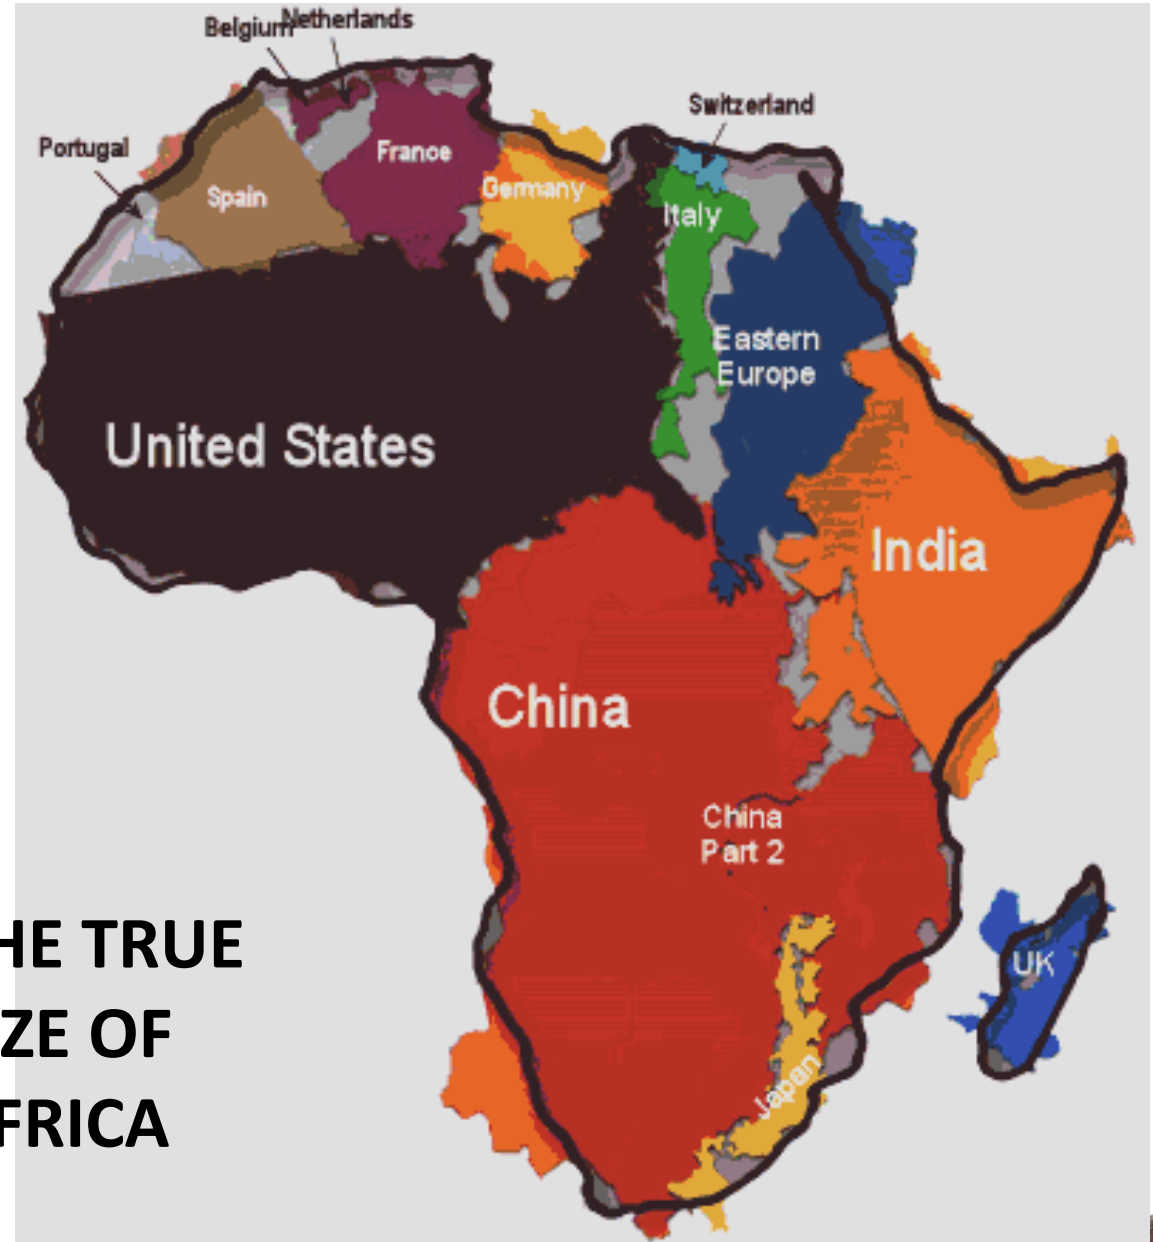 Belgium
Netherlands
Switzerland
Portugal
France
Spain
Germany
Italy
Eastern
Europe
United States
India
China
China
Part 2
HE TRUE
ZE OF
FRICA
UK
Japan